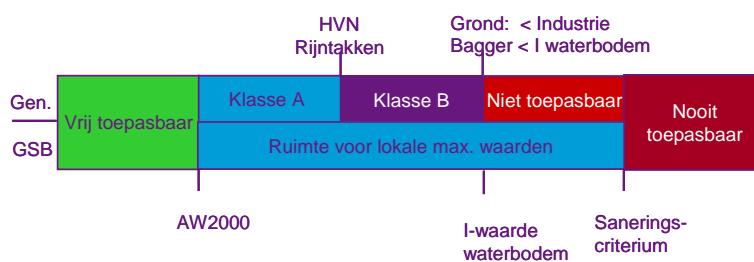 HVN
Rijntakken
Grond:  < Industrie
Bagger < I waterbodem
Gen.
GSB
Vrij toepasbaar
Klasse A
Klasse B
Niet toepasbaar
Nooit
toepasbaar
Ruimte voor lokale max. waarden
AW2000
I-waarde
waterbodem
Sanerings-
criterium